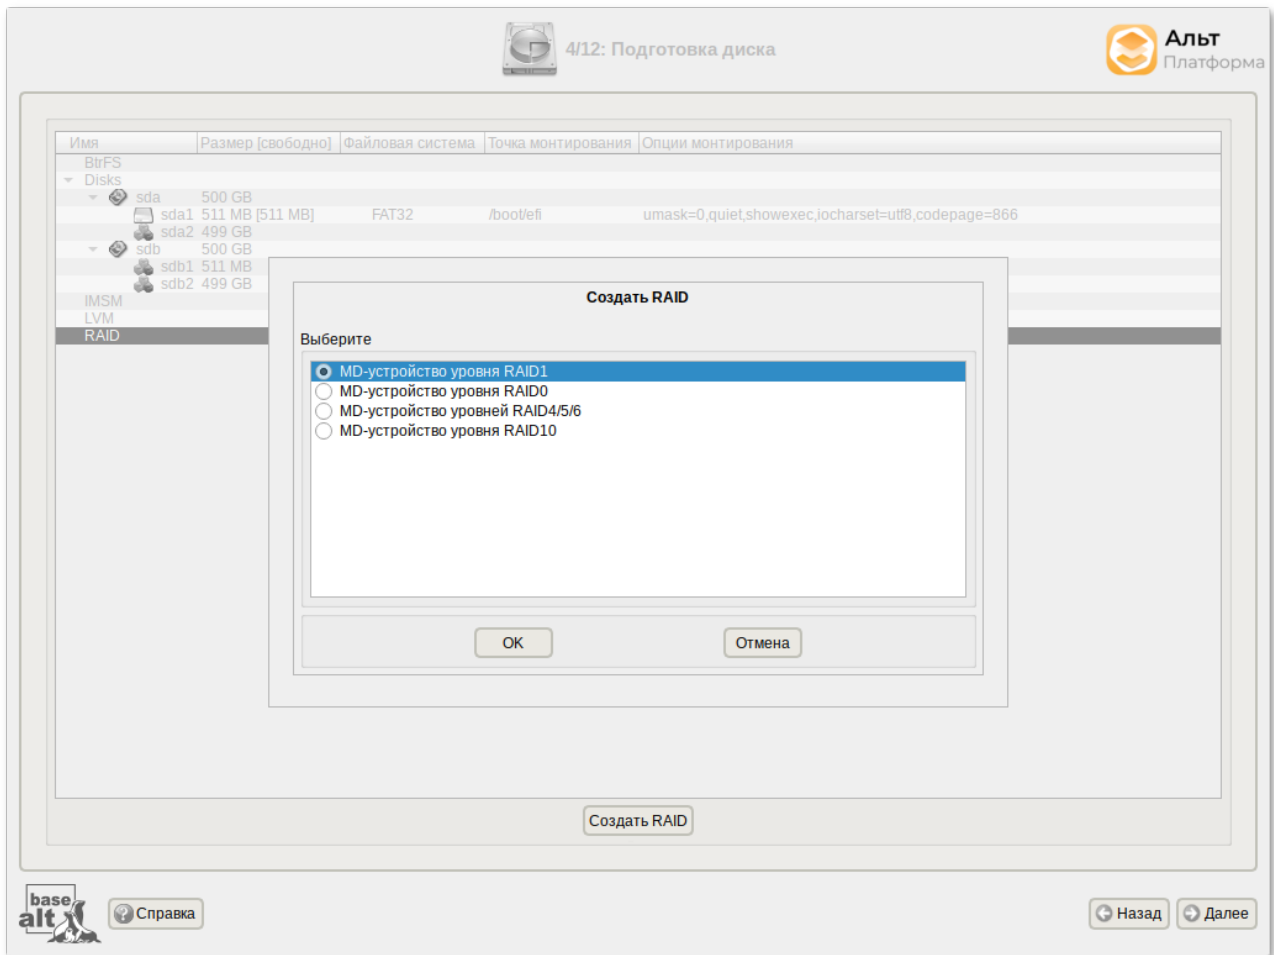 4/12: Подготовка диска
Альт
Платформа
Имя Размер [свободно] Файловая система Точка монтирования Опции монтирования
BtrFS
Disks
sda 500 GB
sda1 511 MB [511 MB] FAT32 /boot/efi umask=0,quiet,showexec,iocharset=utf8,codepage=866
sda2 499 GB
sdb 500 GB
sdb1 511 MB
sdb2 499 GB
IMSM
LVM
RAID
Создать RAID
Выберите
MD-устройство уровня RAID1
MD-устройство уровня RAID0
MD-устройство уровней RAID4/5/6
MD-устройство уровня RAID10
OK Отмена
Создать RAID
base
alt
Справка Назад Далее